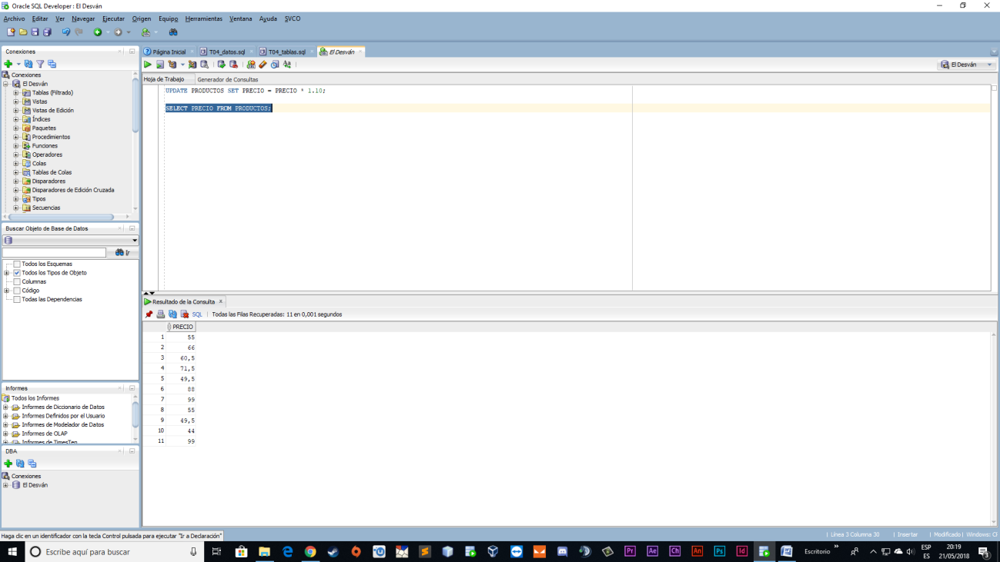 Oracle SQL Developer : El Desván
Archivo Editar Ver Navegar Ejecutar Origen Equipo Herramientas Ventana Ayuda SVCO
Conexiones
Conexiones
El Desván
Tablas (Filtrado)
Vistas
Vistas de Edición
Índices
Paquetes
Procedimientos
Funciones
Operadores
Colas
Tablas de Colas
Disparadores
Disparadores de Edición Cruzada
Tipos
Secuencias
Buscar Objeto de Base de Datos
Ir
Todos los Esquemas
Todos los Tipos de Objeto
Columnas
Código
Todas las Dependencias
Informes
Todos los Informes
Informes de Diccionario de Datos
Informes Definidos por el Usuario
Informes de Modelador de Datos
Informes de OLAP
Informes de TimesTen
DBA
Conexiones
El Desván
Página Inicial T04_datos.sql T04_tablas.sql El Desván
El Desván
Hoja de Trabajo Generador de Consultas
UPDATE PRODUCTOS SET PRECIO = PRECIO * 1.10;
SELECT PRECIO FROM PRODUCTOS;
Resultado de la Consulta
SQL | Todas las Filas Recuperadas: 11 en 0,001 segundos
PRECIO
1 55
2 66
3 60,5
4 71,5
5 49,5
6 88
7 99
8 55
9 49,5
10 44
11 99
Haga clic en un identificador con la tecla Control pulsada para ejecutar "Ir a Declaración"
Línea 3 Columna 30 | Insertar | Modificado | Windows: CF
Escribe aquí para buscar
Pr Ae Ch An Ps Id
Escritorio
ESP
ES
20:19
21/05/2018
3